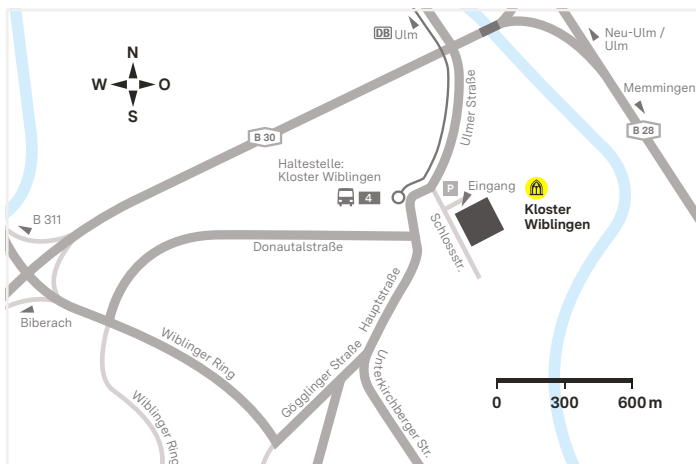 DB Ulm
Neu-Ulm /
Ulm
N
W O
S
Memmingen
B 28
B 30
Ulmer Straße
Haltestelle:
Kloster Wiblingen
4
P
Eingang
Kloster
Wiblingen
Schlossstr.
B 311
Donautalstraße
Hauptstraße
Biberach
Wiblinger Ring
Gögglinger Straße
Unterkirchberger Str.
Wiblinger Ring
0 300 600 m